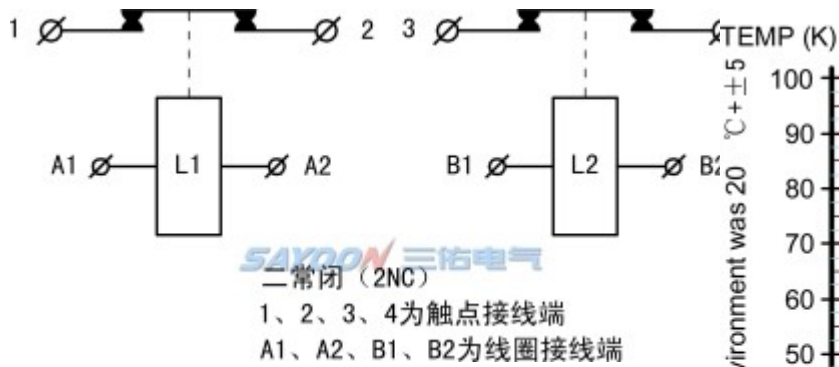 1 2 3 TEMP (K)
A1 L1 A2 B1 L2 B2
SAYOON 三佑电气
二常闭（2NC）
1、2、3、4为触点接线端
A1、A2、B1、B2为线圈接线端
vironment was 20 ℃+±5
100
90
80
70
60
50